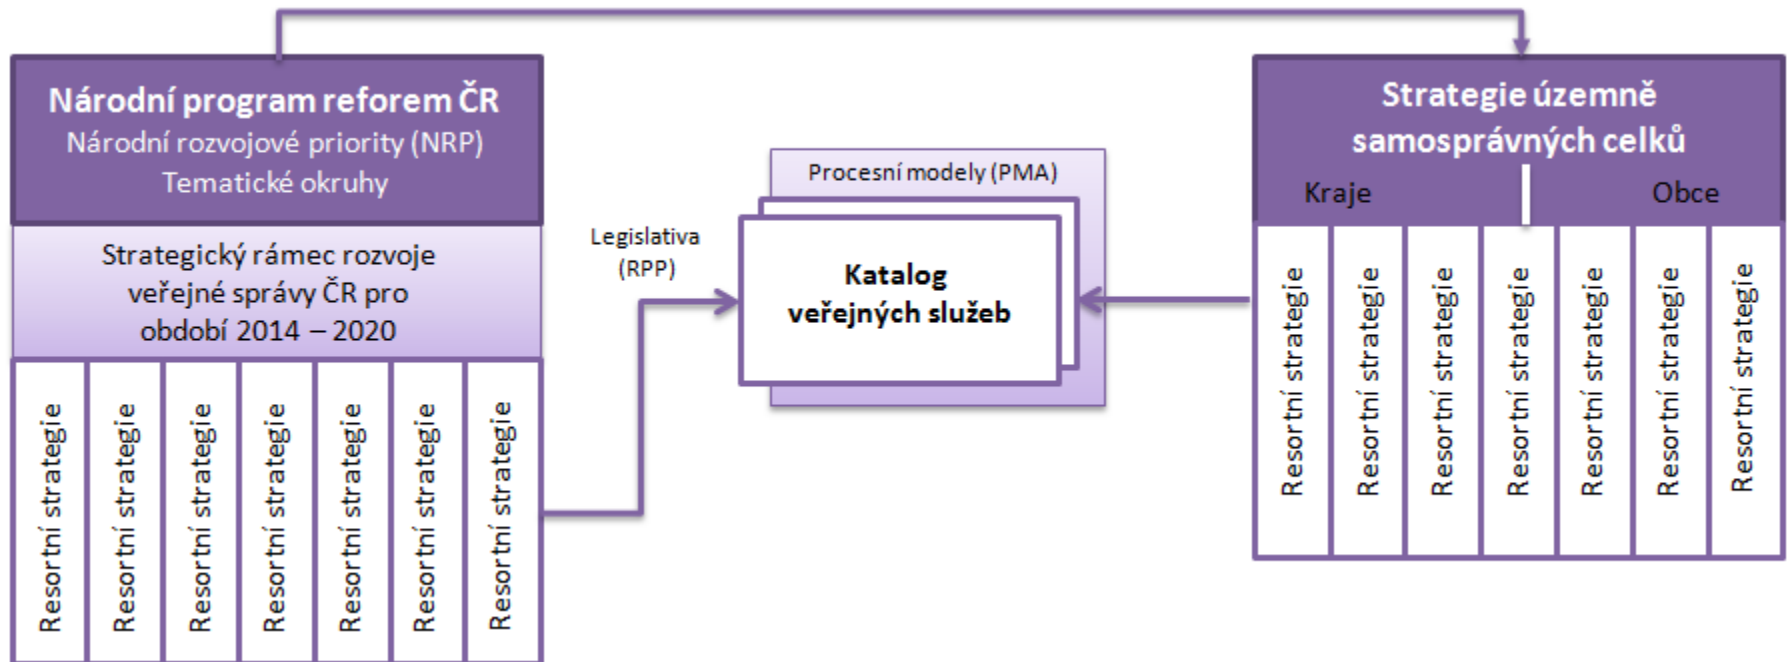 Národní program reforem ČR
Národní rozvojové priority (NRP)
Tematické okruhy
Strategický rámec rozvoje
veřejné správy ČR pro
období 2014 – 2020
Resortní strategie
Resortní strategie
Resortní strategie
Resortní strategie
Resortní strategie
Resortní strategie
Resortní strategie
Legislativa
(RPP)
Procesní modely (PMA)
Katalog
veřejných služeb
Strategie územně
samosprávných celků
Kraje
Obce
Resortní strategie
Resortní strategie
Resortní strategie
Resortní strategie
Resortní strategie
Resortní strategie
Resortní strategie